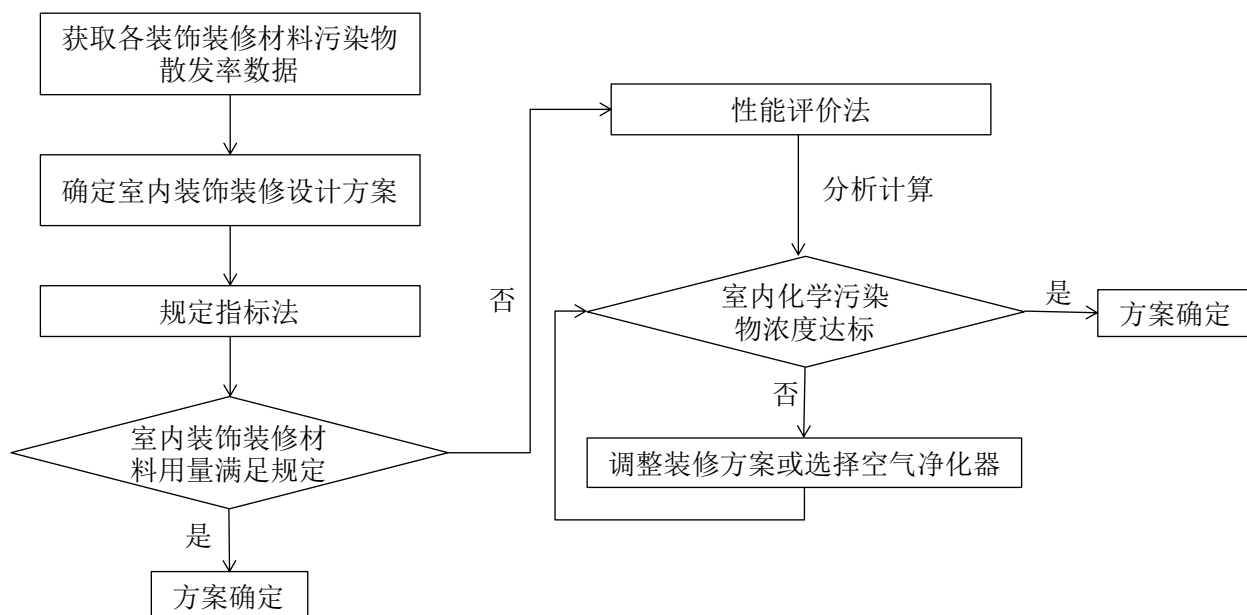 获取各装饰装修材料污染物
散发率数据
确定室内装饰装修设计方案
规定指标法
室内装饰装修材
料用量满足规定
是
方案确定
否
性能评价法
分析计算
室内化学污染
物浓度达标
是
方案确定
否
调整装修方案或选择空气净化器